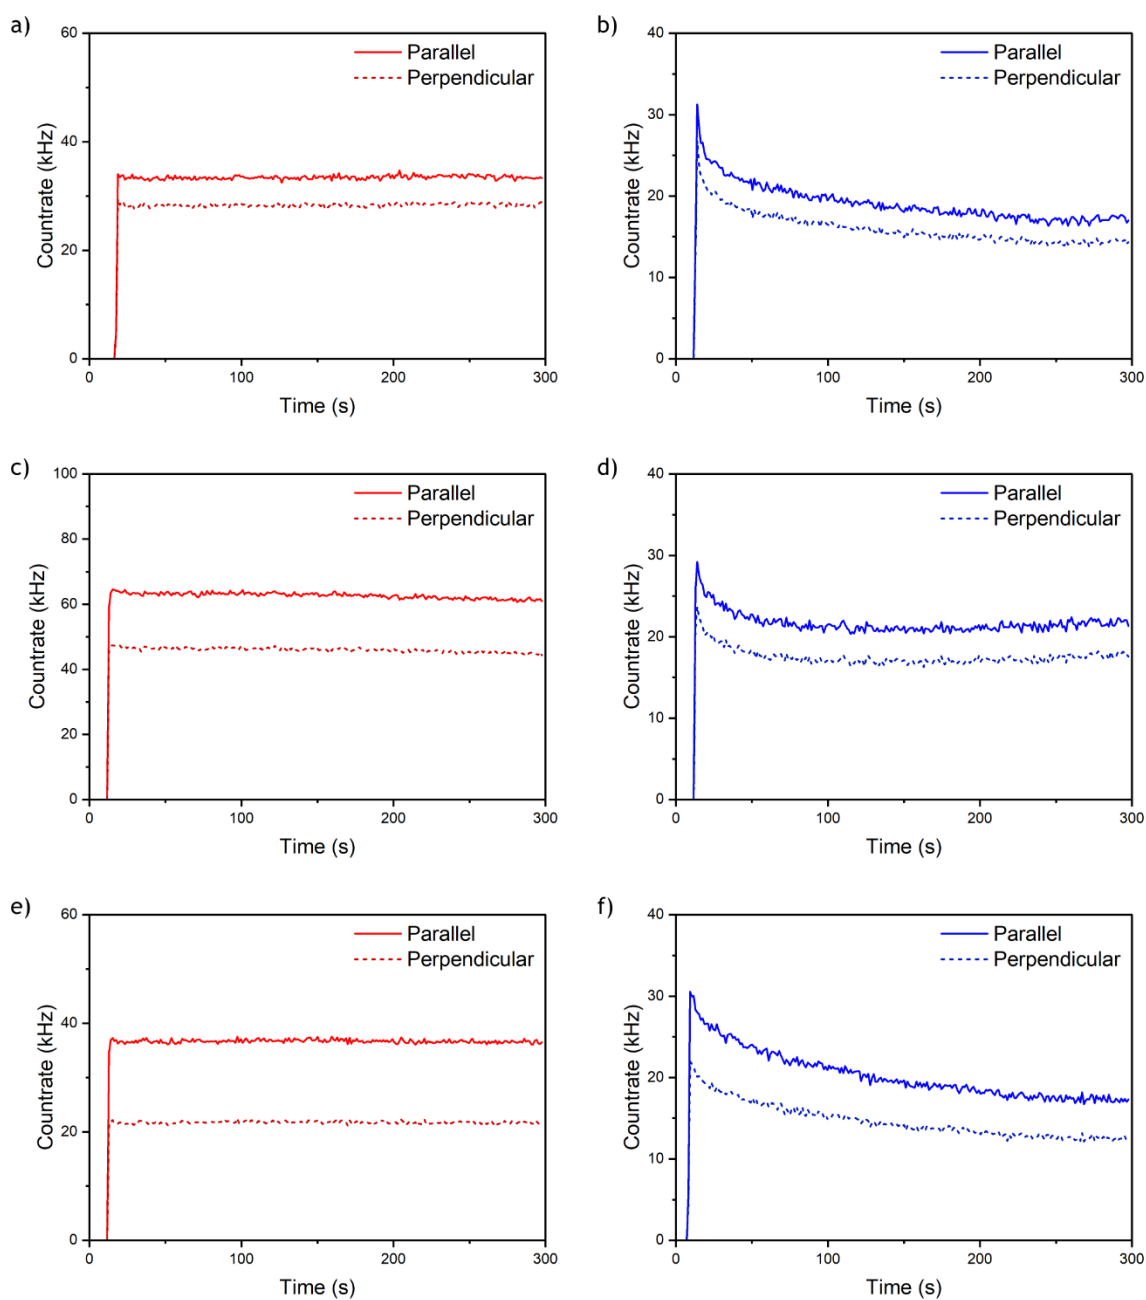 a)
60
40
20
0
Countrate (kHz)
Parallel
Perpendicular
0 100 200 300
Time (s)
b)
40
30
20
10
0
Countrate (kHz)
Parallel
Perpendicular
0 100 200 300
Time (s)
c)
100
80
60
40
20
0
Countrate (kHz)
Parallel
Perpendicular
0 100 200 300
Time (s)
d)
40
30
20
10
0
Countrate (kHz)
Parallel
Perpendicular
0 100 200 300
Time (s)
e)
60
40
20
0
Countrate (kHz)
Parallel
Perpendicular
0 100 200 300
Time (s)
f)
40
30
20
10
0
Countrate (kHz)
Parallel
Perpendicular
0 100 200 300
Time (s)